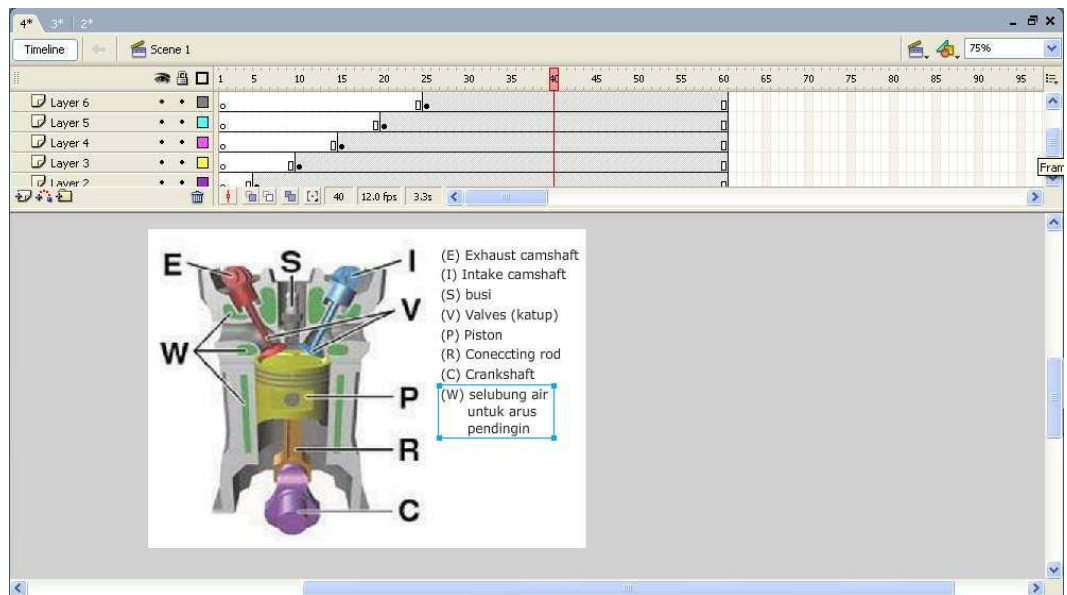 4* 3* 2*
Timeline Scene 1 75%
1 5 10 15 20 25 30 35 40 45 50 55 60 65 70 75 80 85 90 95
Layer 6
Layer 5
Layer 4
Layer 3
Layer 2
Fram
40 12.0 fps 3.3s
E
S
I
V
W
P
R
C
(E) Exhaust camshaft
(I) Intake camshaft
(S) busi
(V) Valves (katup)
(P) Piston
(R) Coneccting rod
(C) Crankshaft
(W) selubung air
untuk arus
pendingin